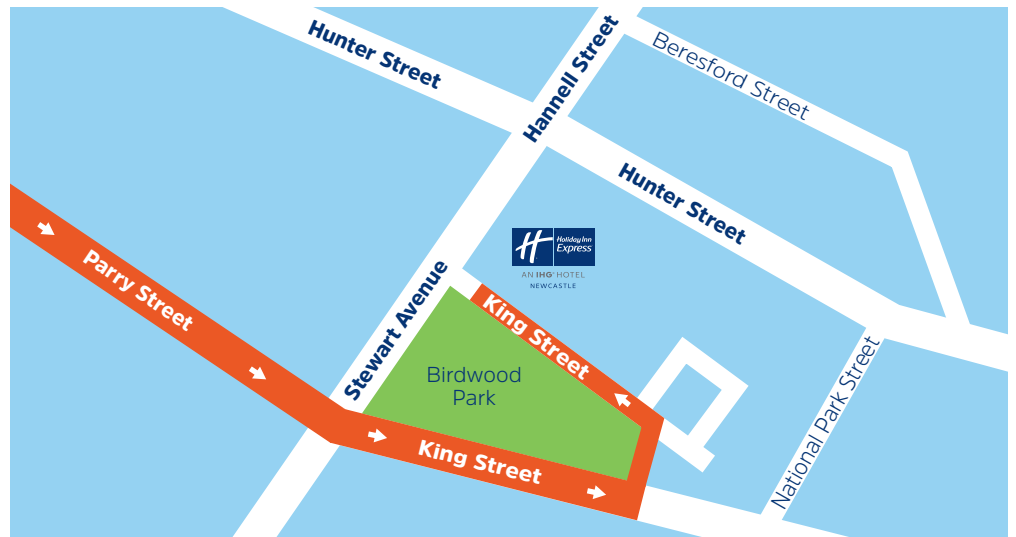 Hunter Street
Hannell Street
Beresford Street
Hunter Street
Holiday Inn
Express
AN IHG® HOTEL
NEWCASTLE
Parry Street
Stewart Avenue
King Street
Birdwood
Park
National Park Street
King Street